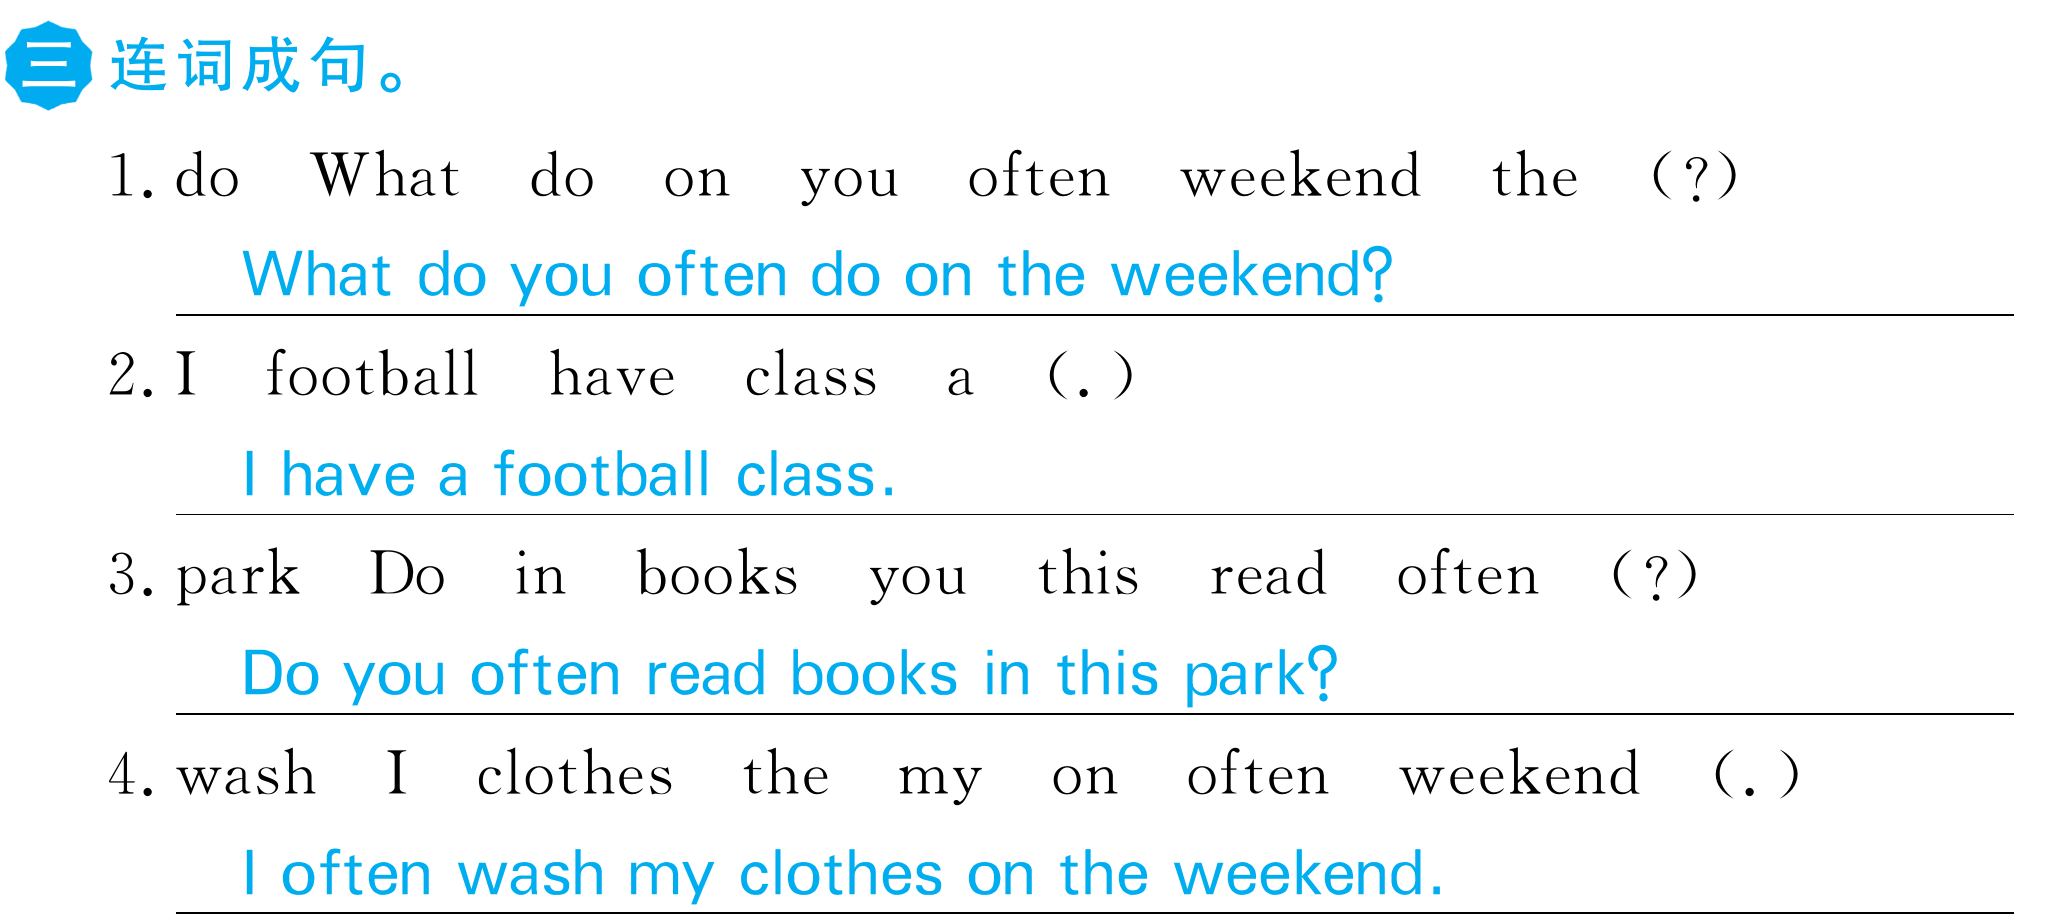 三 连词成句。
1. do What do on you often weekend the （?）
What do you often do on the weekend?
2. I football have class a （.）
I have a football class.
3. park Do in books you this read often （?）
Do you often read books in this park?
4. wash I clothes the my on often weekend （.）
I often wash my clothes on the weekend.